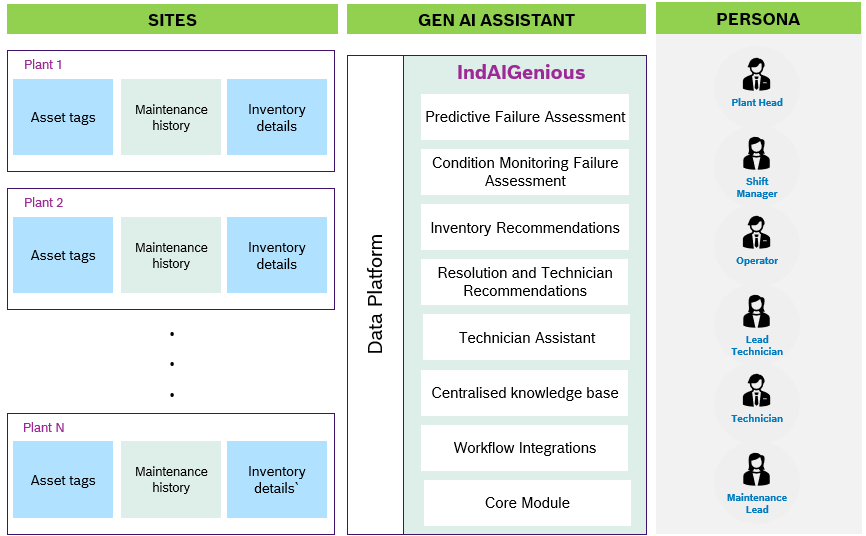 SITES
GEN AI ASSISTANT
PERSONA
Plant 1
Asset tags
Maintenance
history
Inventory
details
Plant 2
Asset tags
Maintenance
history
Inventory
details
Plant N
Asset tags
Maintenance
history
Inventory
details`
Data Platform
IndAIGenious
Predictive Failure Assessment
Condition Monitoring Failure
Assessment
Inventory Recommendations
Resolution and Technician
Recommendations
Technician Assistant
Centralised knowledge base
Workflow Integrations
Core Module
Plant Head
Shift
Manager
Operator
Lead
Technician
Technician
Maintenance
Lead